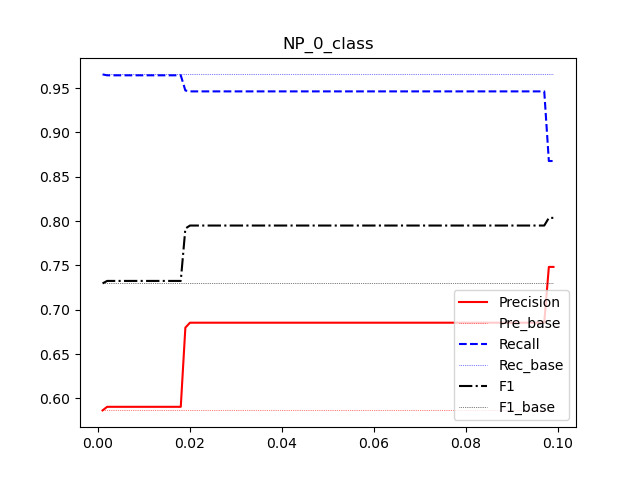 NP_0_class
0.95
0.90
0.85
0.80
0.75
0.70
0.65
0.60
Precision
Pre_base
Recall
Rec_base
F1
F1_base
0.00 0.02 0.04 0.06 0.08 0.10